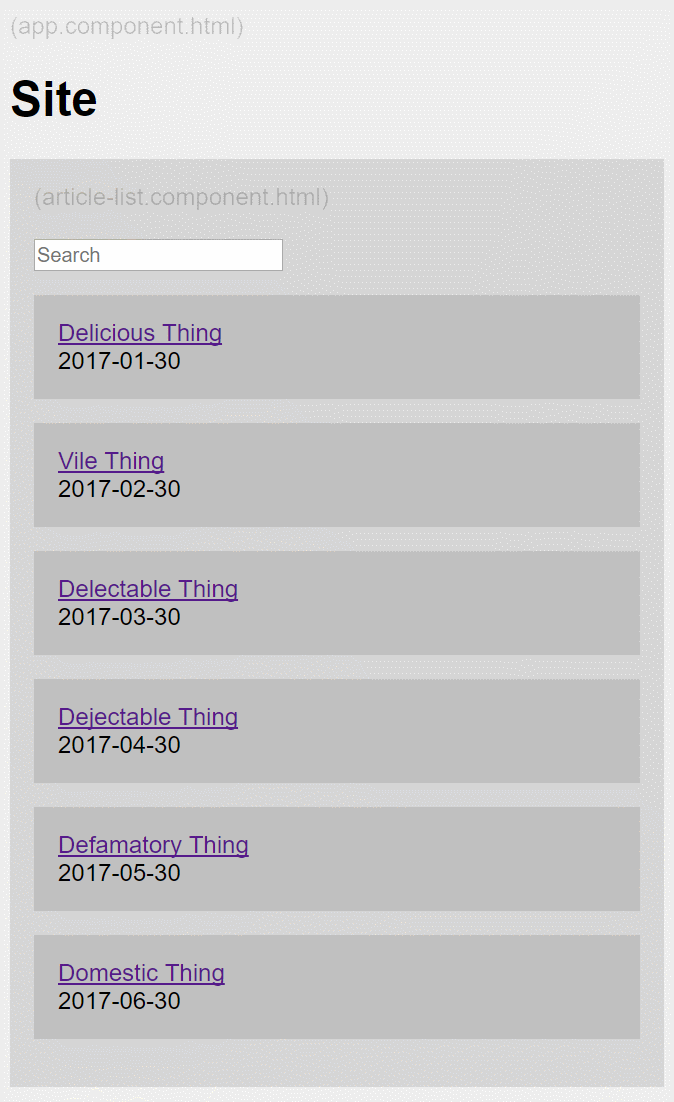 (app.component.html)
Site
(article-list.component.html)
Search
Delicious Thing
2017-01-30
Vile Thing
2017-02-30
Delectable Thing
2017-03-30
Dejectable Thing
2017-04-30
Defamatory Thing
2017-05-30
Domestic Thing
2017-06-30